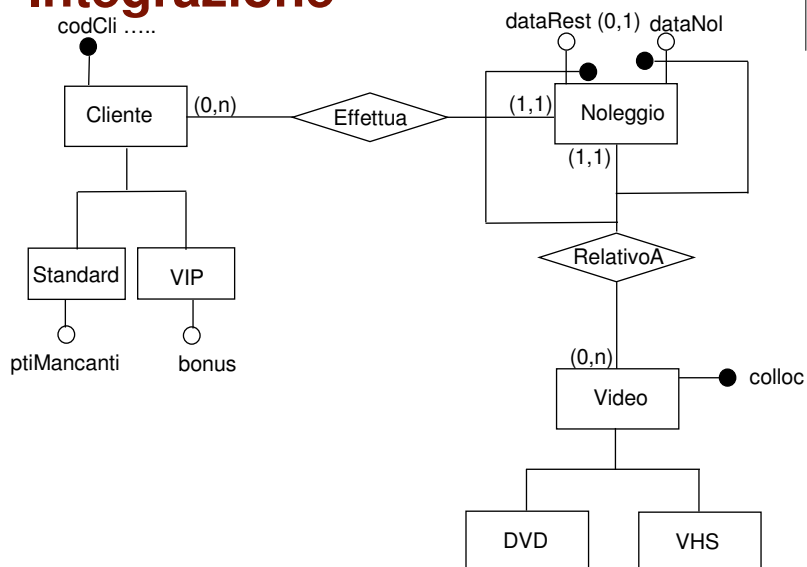 Integrazione
codCli .....
dataRest (0,1)
dataNol
Cliente
(0,n)
Effettua
(1,1)
Noleggio
(1,1)
Standard
VIP
RelativoA
ptiMancanti
bonus
(0,n)
Video
colloc
DVD
VHS